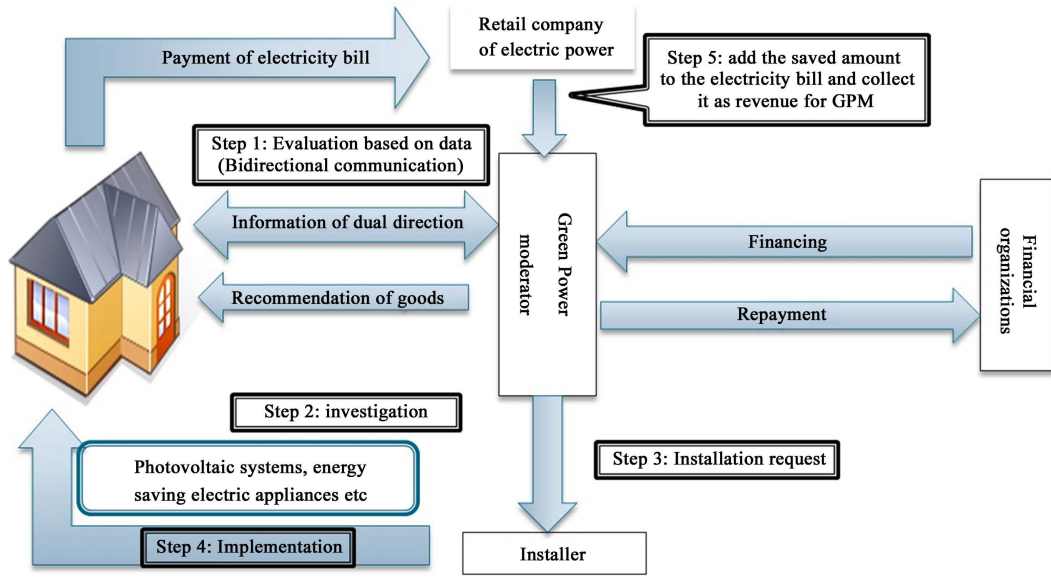 Retail company
of electric power
Payment of electricity bill
Step 5: add the saved amount
to the electricity bill and collect
it as revenue for GPM
Step 1: Evaluation based on data
(Bidirectional communication)
Information of dual direction
Recommendation of goods
Green Power
moderator
Financing
Repayment
Financial
organizations
Step 2: investigation
Photovoltaic systems, energy
saving electric appliances etc
Step 3: Installation request
Step 4: Implementation
Installer